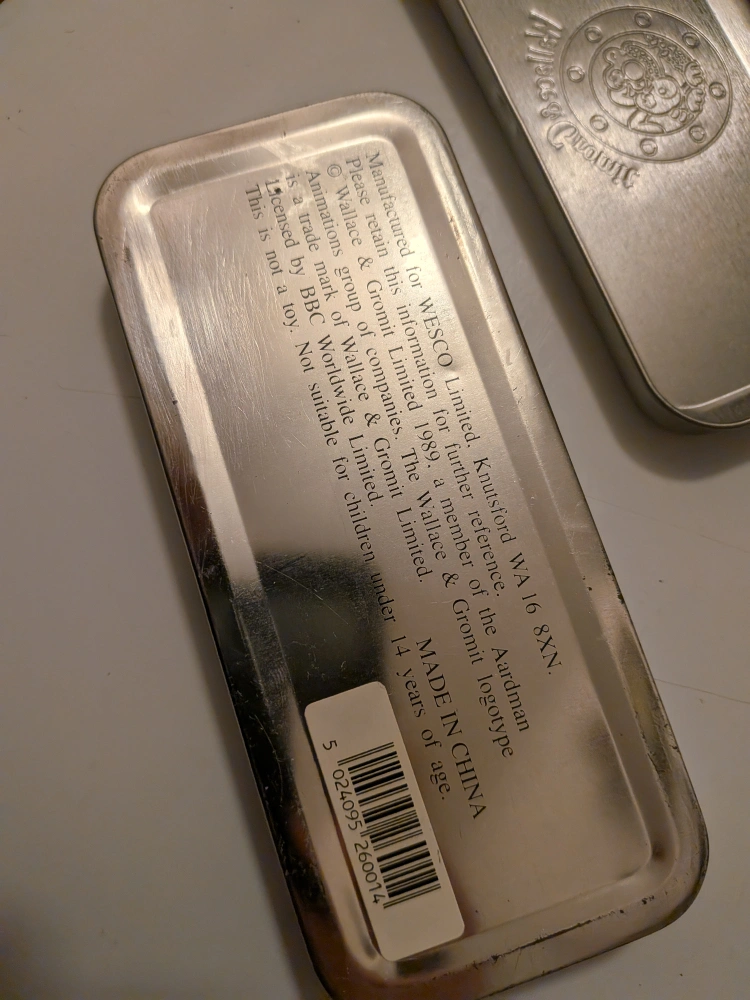 Manufactured for WESCO Limited. Knutsford WA16 8XN.
Please retain this information for further reference.
© Wallace & Gromit Limited 1989. a member of the Aardman
Animations group of companies. The Wallace & Gromit logotype
is a trade mark of Wallace & Gromit Limited.
Licensed by BBC Worldwide Limited. MADE IN CHINA
This is not a toy. Not suitable for children under 14 years of age.
5 024095 260014